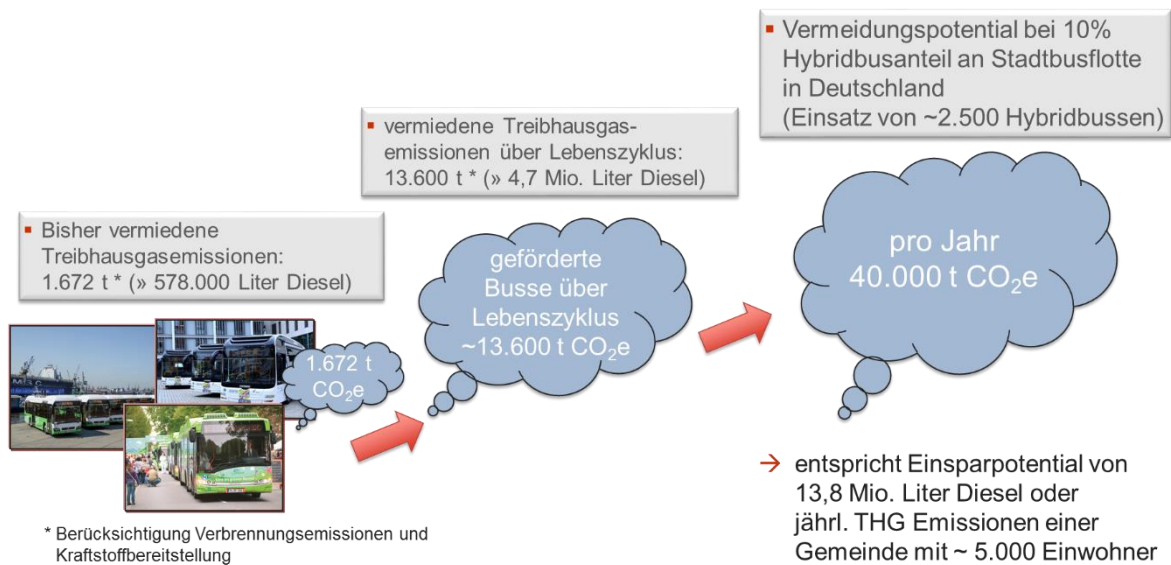 Bisher vermiedene
Treibhausgasemissionen:
1.672 t * (» 578.000 Liter Diesel)
1.672 t
CO₂e
vermiedene Treibhausgas-
emissionen über Lebenszyklus:
13.600 t * (» 4,7 Mio. Liter Diesel)
geförderte
Busse über
Lebenszyklus
~13.600 t CO₂e
Vermeidungspotential bei 10%
Hybridbusanteil an Stadtbusflotte
in Deutschland
(Einsatz von ~2.500 Hybridbussen)
pro Jahr
40.000 t CO₂e
→ entspricht Einsparpotential von
13,8 Mio. Liter Diesel oder
jährl. THG Emissionen einer
Gemeinde mit ~ 5.000 Einwohner
* Berücksichtigung Verbrennungsemissionen und
Kraftstoffbereitstellung